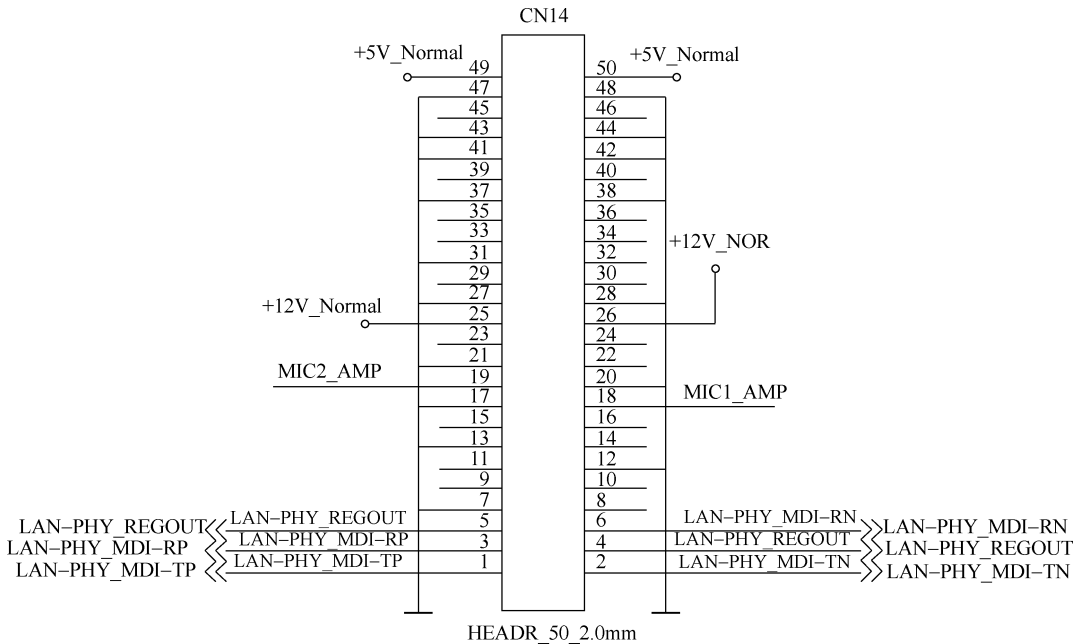 CN14
+5V_Normal 49 50 +5V_Normal
47 48
45 46
43 44
41 42
39 40
37 38
35 36
33 34
+12V_NOR
31 32
29 30
27 28
+12V_Normal
25 26
23 24
21 22
MIC2_AMP 19 20
17 18 MIC1_AMP
15 16
13 14
11 12
9 10
7 8
LAN-PHY_REGOUT LAN-PHY_REGOUT 5 6 LAN-PHY_MDI-RN LAN-PHY_MDI-RN
LAN-PHY_MDI-RP LAN-PHY_MDI-RP 3 4 LAN-PHY_REGOUT LAN-PHY_REGOUT
LAN-PHY_MDI-TP LAN-PHY_MDI-TP 1 2 LAN-PHY_MDI-TN LAN-PHY_MDI-TN
HEADR_50_2.0mm